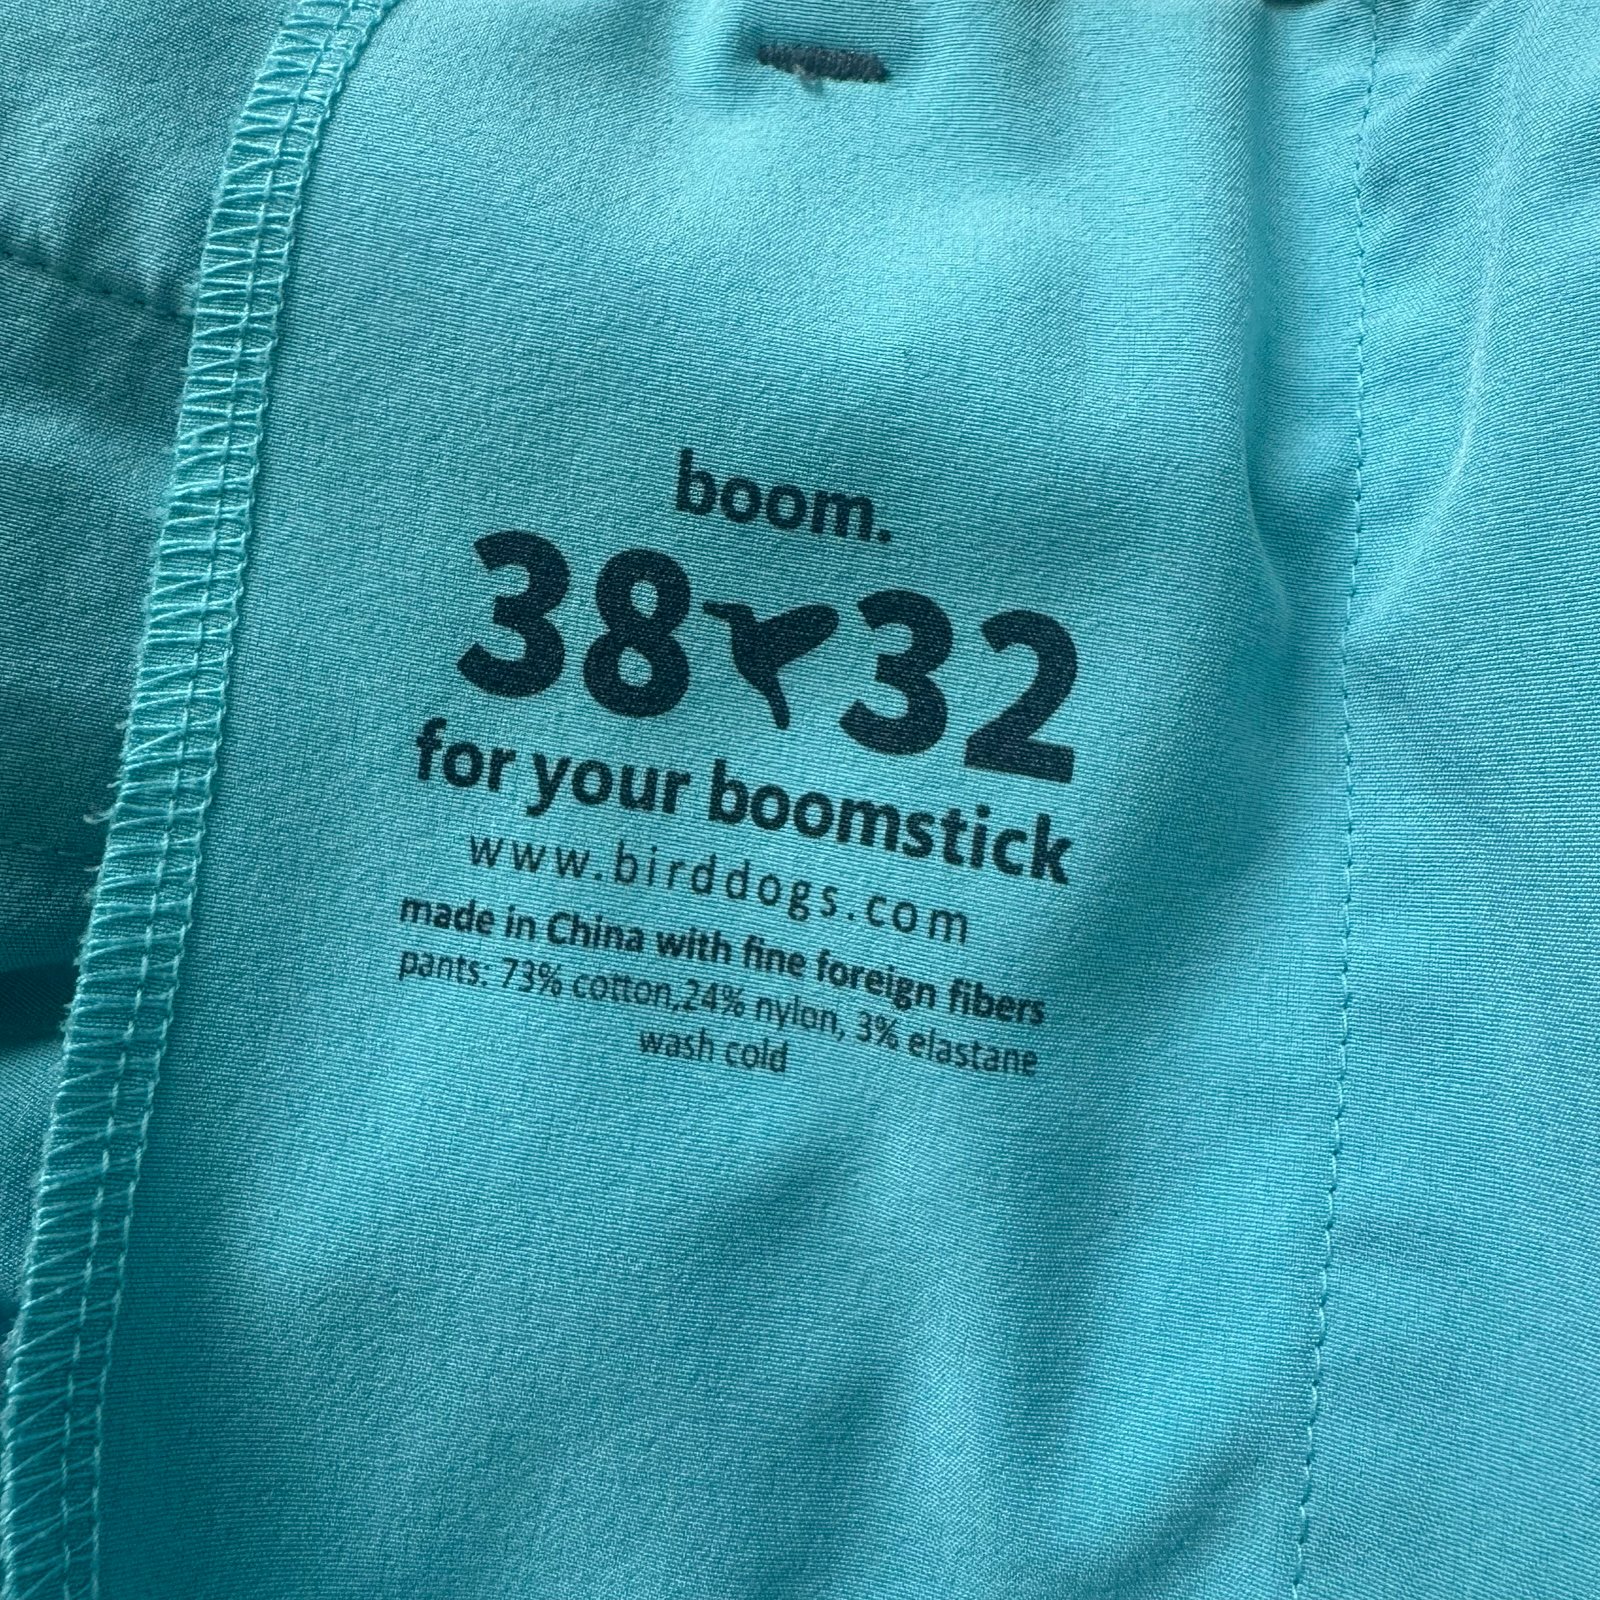 boom.
38 32
for your boomstick
www.birddogs.com
made in China with fine foreign fibers
pants: 73% cotton,24% nylon, 3% elastane
wash cold